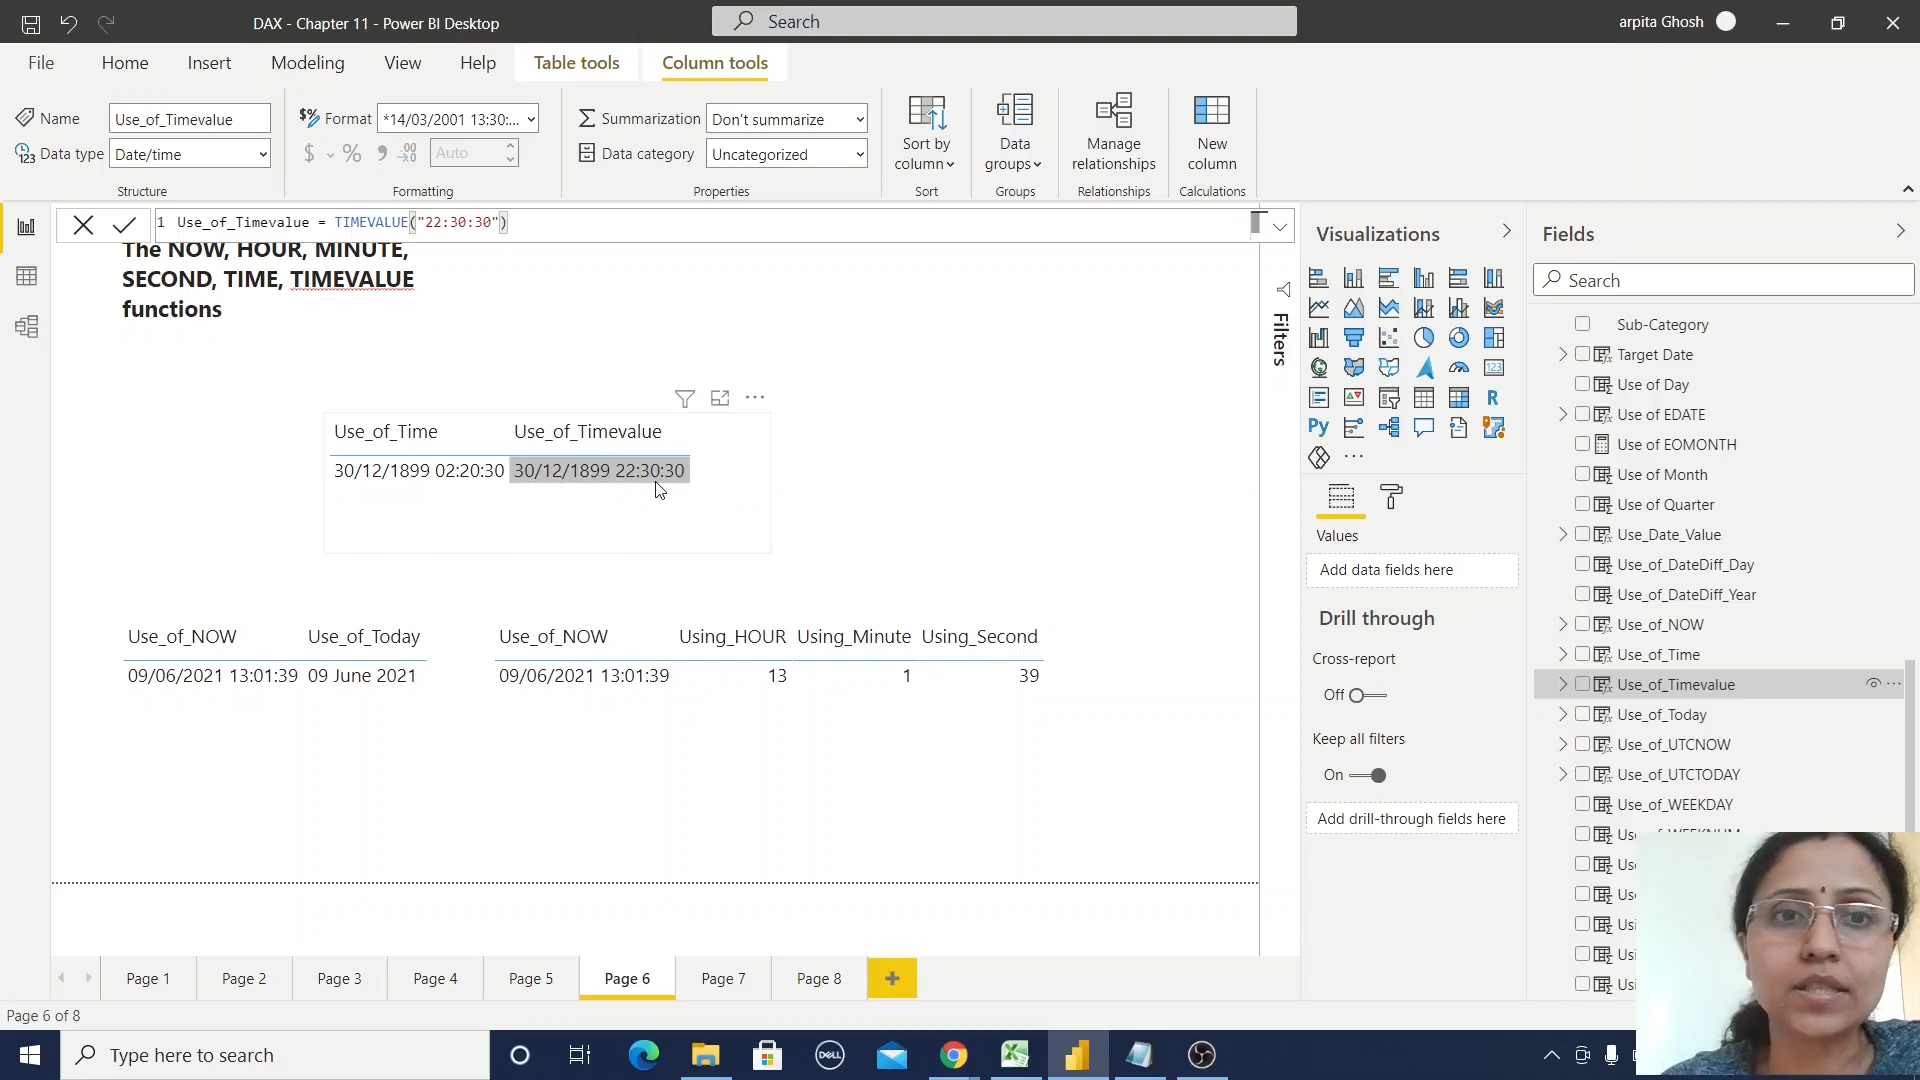 DAX - Chapter 11 - Power BI Desktop
Search
arpita Ghosh
File
Home
Insert
Modeling
View
Help
Table tools
Column tools
Name
Use_of_Timevalue
Format
*14/03/2001 13:30:...
Summarization
Don't summarize
Data type
Date/time
$
%
Auto
Data category
Uncategorized
Sort by
column
Data
groups
Manage
relationships
New
column
Structure
Formatting
Properties
Sort
Groups
Relationships
Calculations
1 Use_of_Timevalue = TIMEVALUE("22:30:30")
The NOW, HOUR, MINUTE,
SECOND, TIME, TIMEVALUE
functions
Use_of_Time
Use_of_Timevalue
30/12/1899 02:20:30
30/12/1899 22:30:30
Use_of_NOW
Use_of_Today
09/06/2021 13:01:39
09 June 2021
Use_of_NOW
Using_HOUR
Using_Minute
Using_Second
09/06/2021 13:01:39
13
1
39
Filters
Visualizations
123
R
Py
Values
Add data fields here
Drill through
Cross-report
Off
Keep all filters
On
Add drill-through fields here
Fields
Search
Sub-Category
Target Date
Use of Day
Use of EDATE
Use of EOMONTH
Use of Month
Use of Quarter
Use_Date_Value
Use_of_DateDiff_Day
Use_of_DateDiff_Year
Use_of_NOW
Use_of_Time
Use_of_Timevalue
Use_of_Today
Use_of_UTCNOW
Use_of_UTCTODAY
Use_of_WEEKDAY
Use_of_WEEKNUM
Us
Us
Usi
Usi
Usi
Page 1
Page 2
Page 3
Page 4
Page 5
Page 6
Page 7
Page 8
Page 6 of 8
Type here to search
DELL